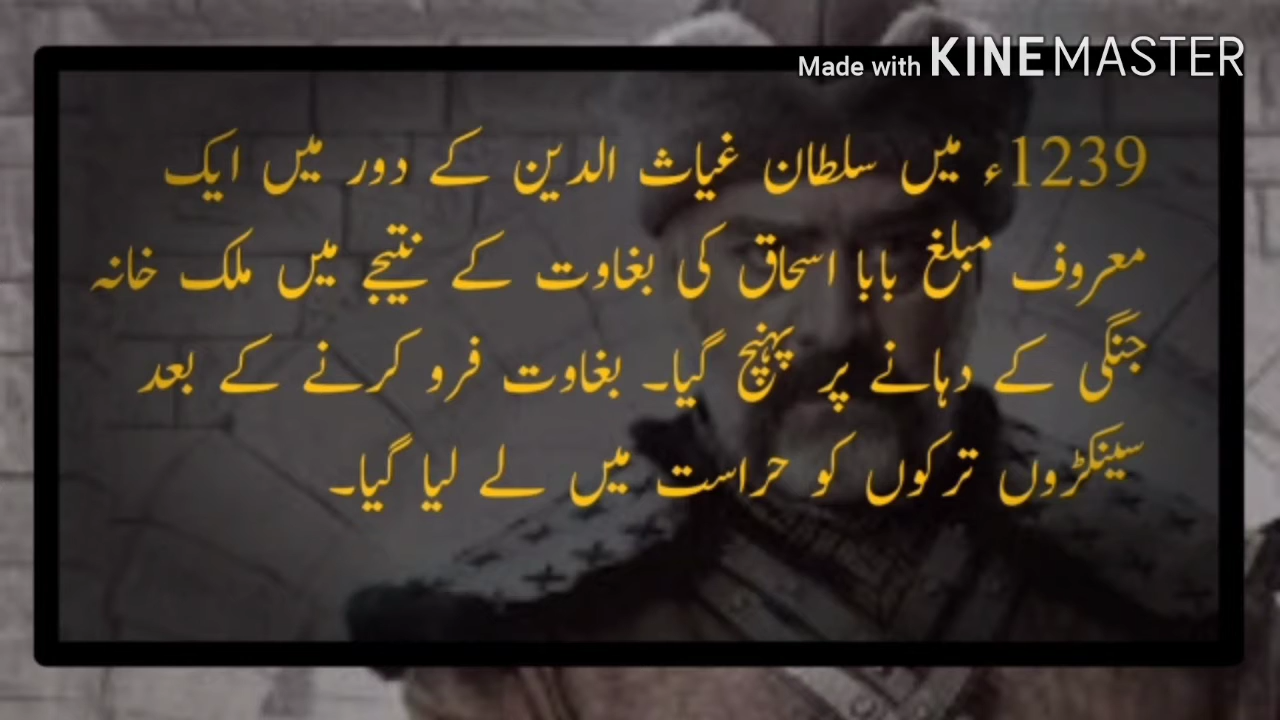 Made with KINEMASTER
1239ء میں سلطان غیاث الدین کے دور میں ایک
معروف مبلغ بابا اسحاق کی بغاوت کے نتیجے میں ملک خانہ
جنگی کے دہانے پر پہنچ گیا۔ بغاوت فرو کرنے کے بعد
سینکڑوں ترکوں کو حراست میں لے لیا گیا۔